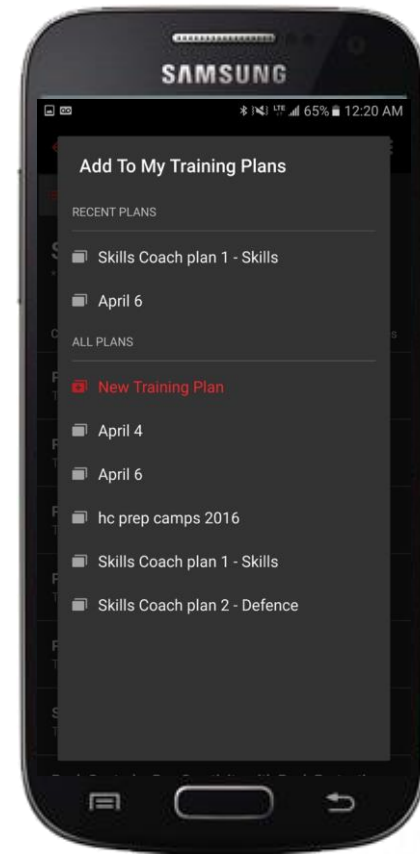 SAMSUNG
LTE 65% 12:20 AM
Add To My Training Plans
RECENT PLANS
Skills Coach plan 1 - Skills
April 6
ALL PLANS
New Training Plan
April 4
April 6
hc prep camps 2016
Skills Coach plan 1 - Skills
Skills Coach plan 2 - Defence